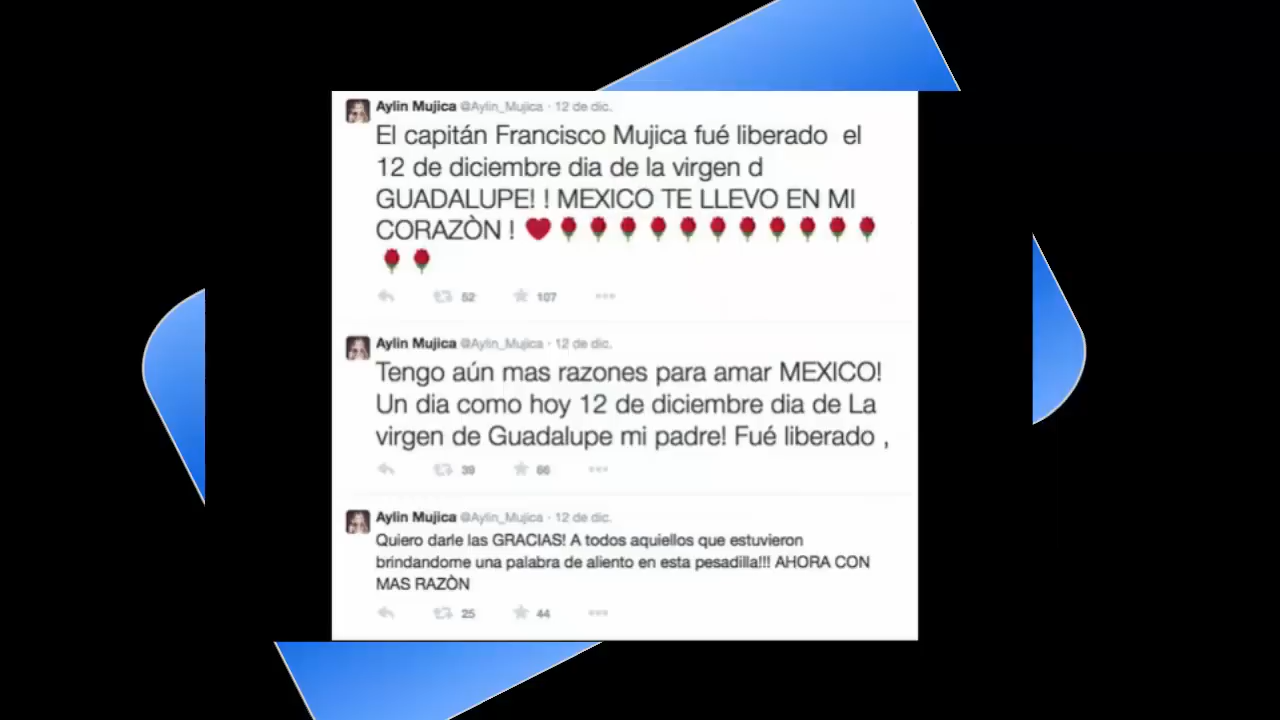 Aylin Mujica @Aylin_Mujica · 12 de dic.
El capitán Francisco Mujica fué liberado el
12 de diciembre dia de la virgen d
GUADALUPE! ! MEXICO TE LLEVO EN MI
CORAZÒN ! ❤🌹🌹🌹🌹🌹🌹🌹🌹🌹🌹🌹
🌹🌹
52 107
Aylin Mujica @Aylin_Mujica · 12 de dic.
Tengo aún mas razones para amar MEXICO!
Un dia como hoy 12 de diciembre dia de La
virgen de Guadalupe mi padre! Fué liberado ,
39 66
Aylin Mujica @Aylin_Mujica · 12 de dic.
Quiero darle las GRACIAS! A todos aquiellos que estuvieron
brindandome una palabra de aliento en esta pesadilla!!! AHORA CON
MAS RAZÒN
25 44